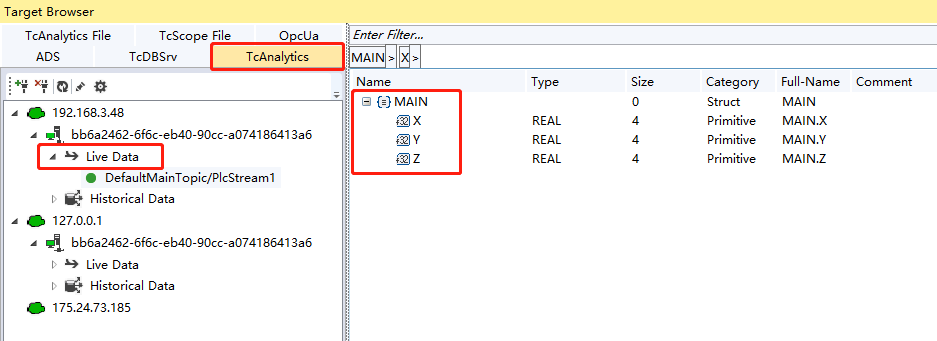 Target Browser
TcAnalytics File TcScope File OpcUa
ADS TcDBSrv TcAnalytics
192.168.3.48
bb6a2462-6f6c-eb40-90cc-a074186413a6
Live Data
DefaultMainTopic/PlcStream1
Historical Data
127.0.0.1
bb6a2462-6f6c-eb40-90cc-a074186413a6
Live Data
Historical Data
175.24.73.185
Enter Filter...
MAIN > X >
Name Type Size Category Full-Name Comment
MAIN 0 Struct MAIN
32 X REAL 4 Primitive MAIN.X
32 Y REAL 4 Primitive MAIN.Y
32 Z REAL 4 Primitive MAIN.Z